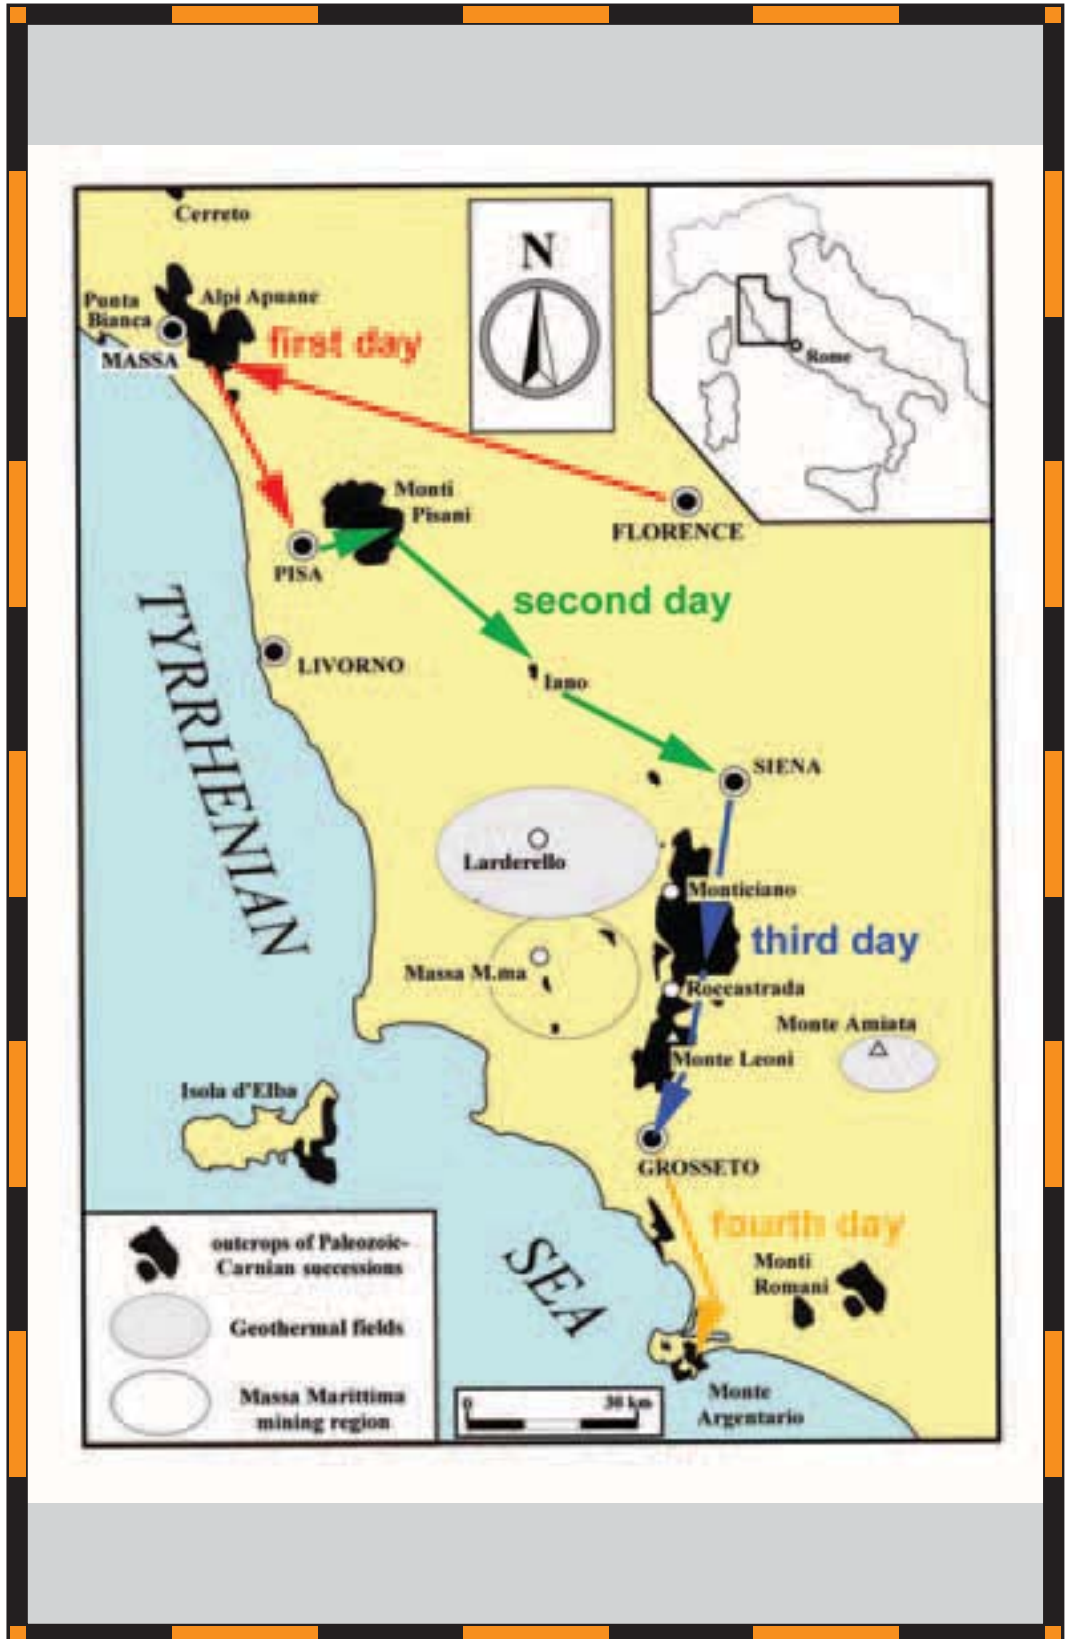 Cerreto
N
Punta
Bianca
Alpi Apuane
MASSA
first day
Rome
Monti
Pisani
FLORENCE
PISA
second day
TYRRHENIAN
LIVORNO
Iano
SIENA
Larderello
Monticiano
third day
Massa M.ma
Roccastrada
Monte Amiata
Monte Leoni
Isola d'Elba
GROSSETO
fourth day
SEA
Monti
Romani
outcrops of Paleozoic-
Carnian successions
Geothermal fields
Massa Marittima
mining region
0 30 km
Monte
Argentario